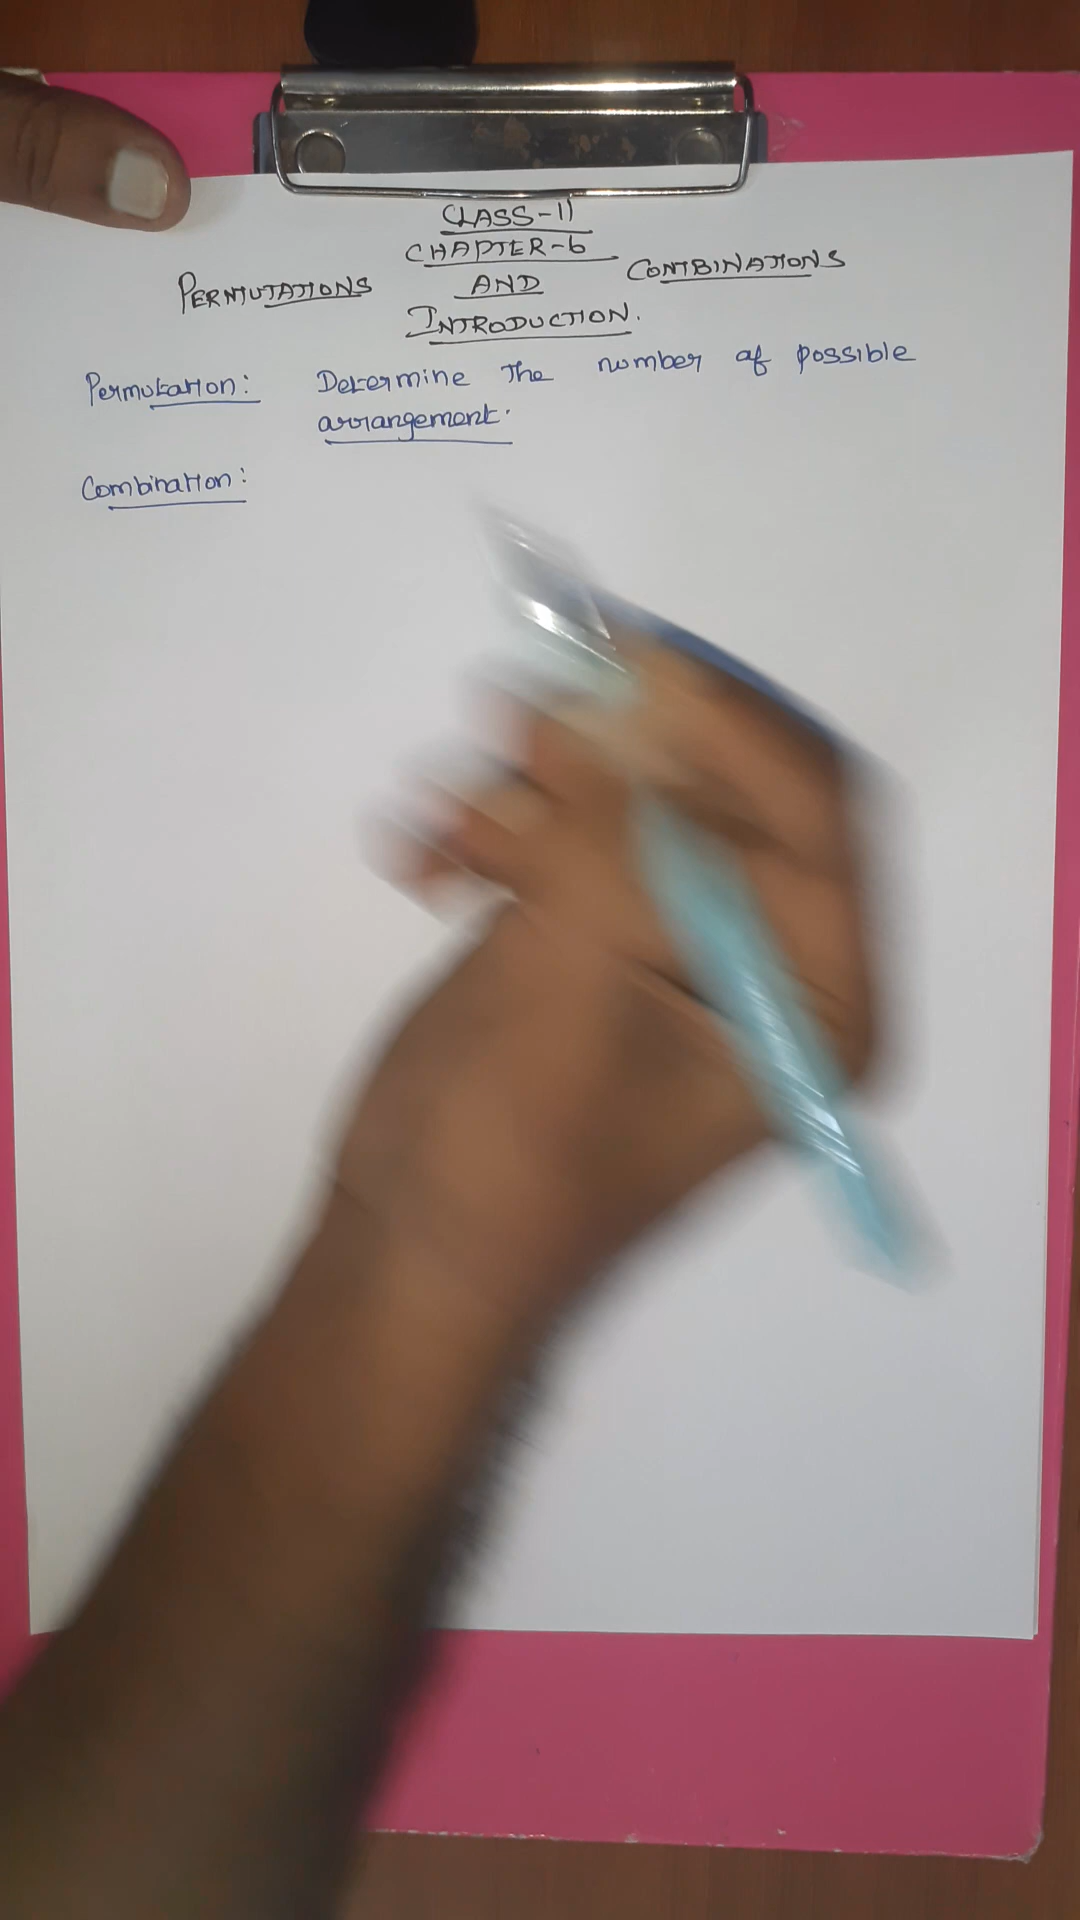 CLASS-11
CHAPTER-6
PERMUTATIONS AND COMBINATIONS
INTRODUCTION.
Permutation: Determine The number of possible
arrangement.
Combination: